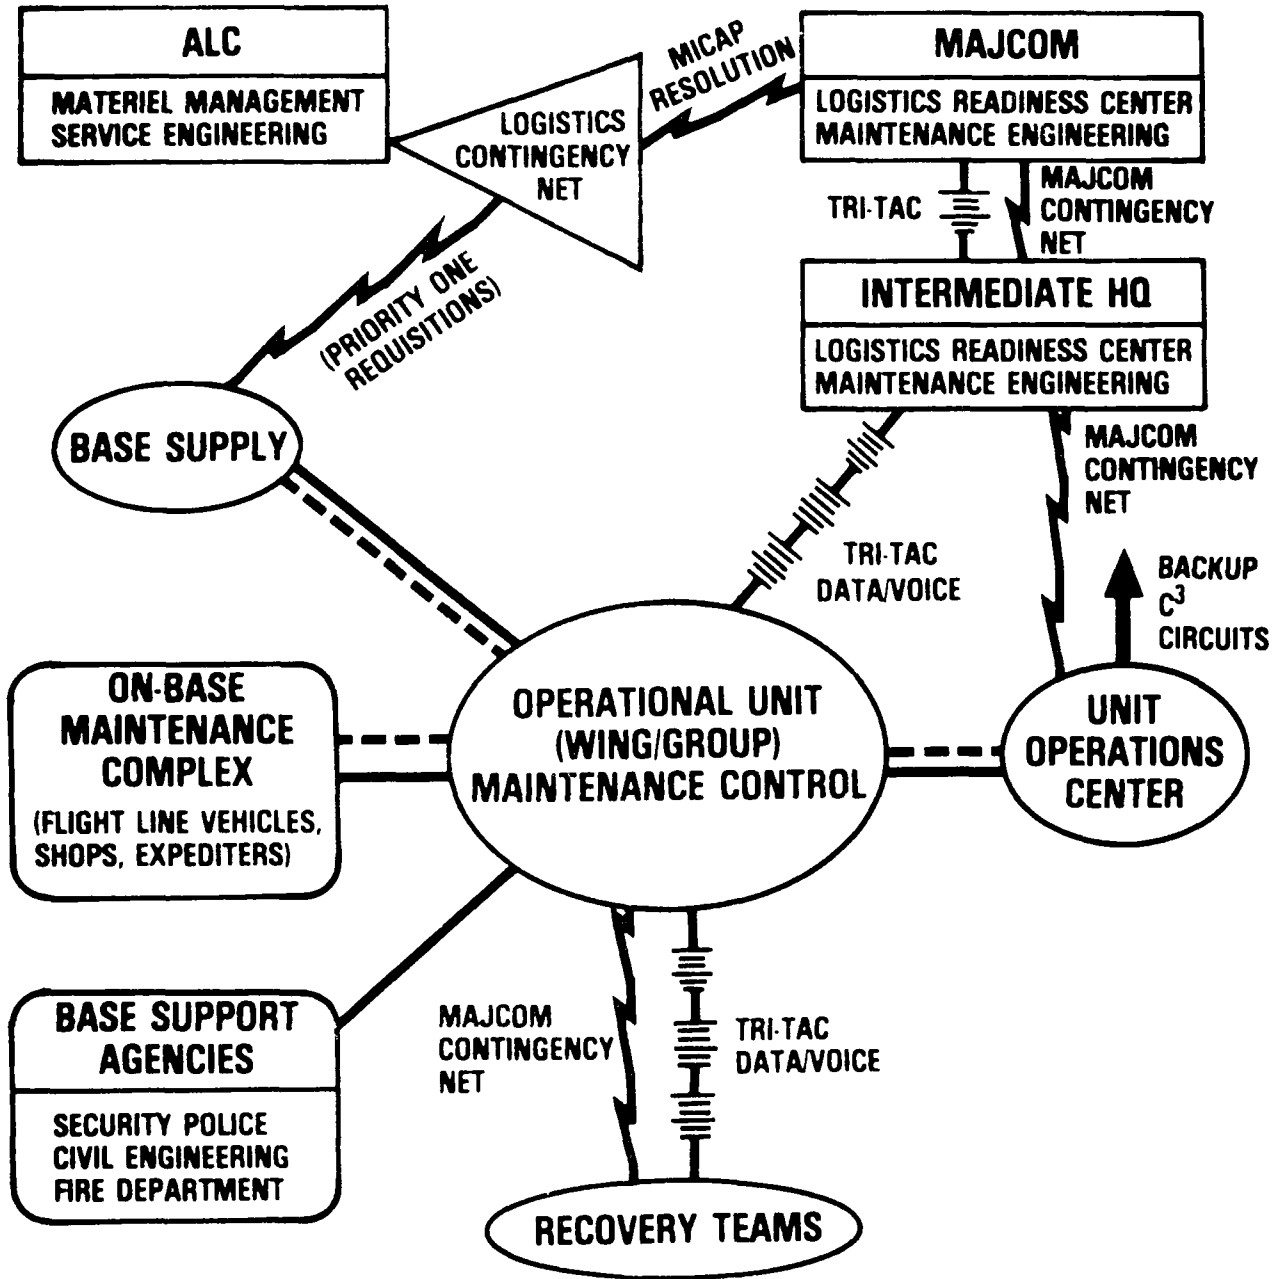 ALC
MATERIEL MANAGEMENT
SERVICE ENGINEERING
LOGISTICS
CONTINGENCY
NET
MICAP
RESOLUTION
MAJCOM
LOGISTICS READINESS CENTER
MAINTENANCE ENGINEERING
TRI-TAC
MAJCOM
CONTINGENCY
NET
INTERMEDIATE HQ
LOGISTICS READINESS CENTER
MAINTENANCE ENGINEERING
(PRIORITY ONE
REQUISITIONS)
BASE SUPPLY
MAJCOM
CONTINGENCY
NET
TRI-TAC
DATA/VOICE
BACKUP
C³
CIRCUITS
ON-BASE
MAINTENANCE
COMPLEX
(FLIGHT LINE VEHICLES,
SHOPS, EXPEDITERS)
OPERATIONAL UNIT
(WING/GROUP)
MAINTENANCE CONTROL
UNIT
OPERATIONS
CENTER
BASE SUPPORT
AGENCIES
SECURITY POLICE
CIVIL ENGINEERING
FIRE DEPARTMENT
MAJCOM
CONTINGENCY
NET
TRI-TAC
DATA/VOICE
RECOVERY TEAMS